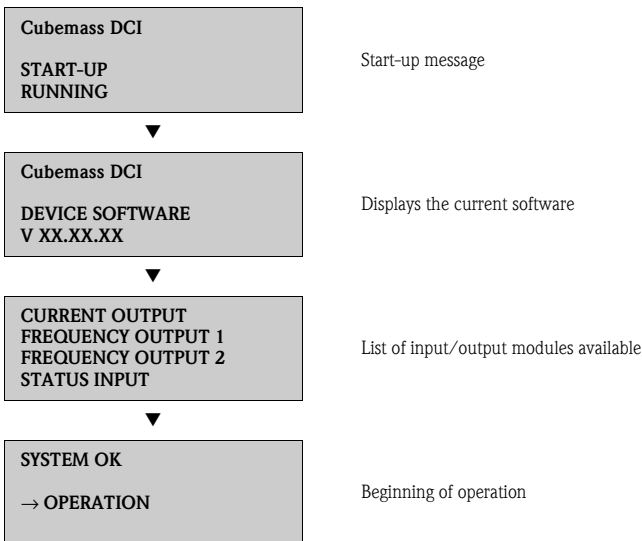 Cubemass DCI
START-UP
RUNNING
Start-up message
▼
Cubemass DCI
DEVICE SOFTWARE
V XX.XX.XX
Displays the current software
▼
CURRENT OUTPUT
FREQUENCY OUTPUT 1
FREQUENCY OUTPUT 2
STATUS INPUT
List of input/output modules available
▼
SYSTEM OK
→ OPERATION
Beginning of operation